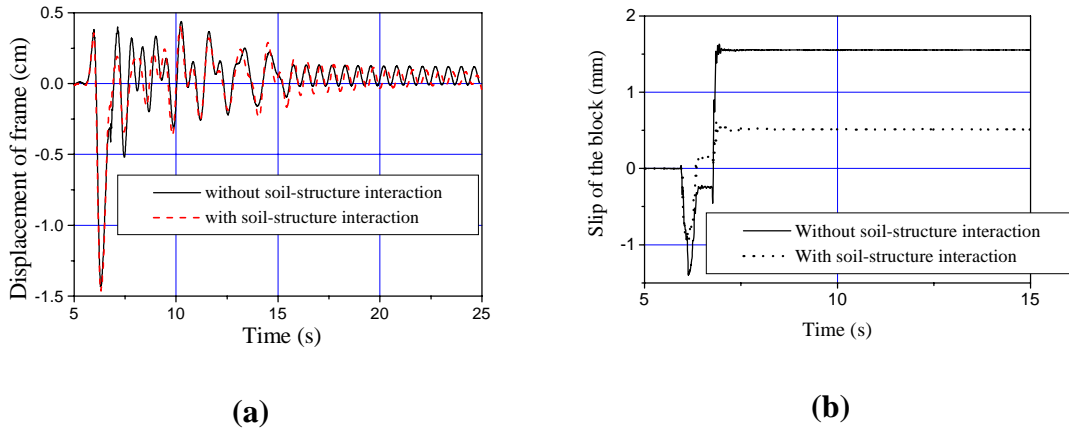 0.5
0.0
-0.5
-1.0
-1.5
Displacement of frame (cm)
without soil-structure interaction
with soil-structure interaction
5
10
15
20
25
Time (s)
(a)
2
1
0
-1
Slip of the block (mm)
Without soil-structure interaction
With soil-structure interaction
5
10
15
Time (s)
(b)